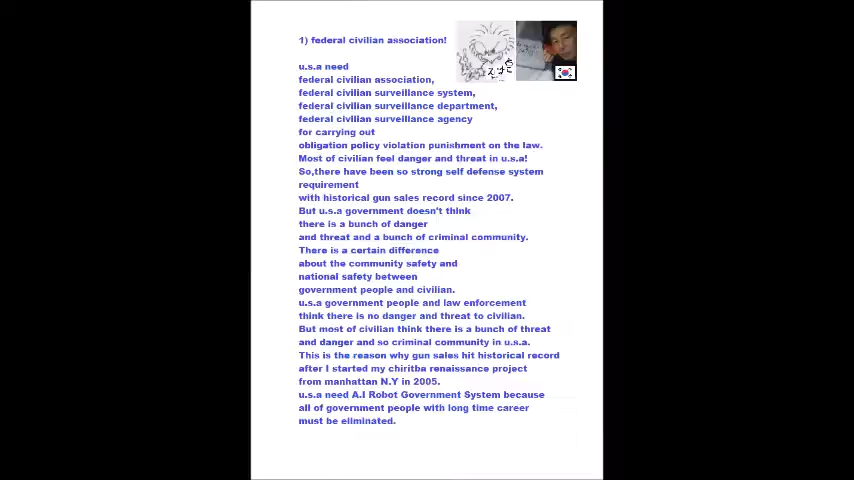 1) federal civilian association!
u.s.a need
federal civilian association,
federal civilian surveillance system,
federal civilian surveillance department,
federal civilian surveillance agency
for carrying out
obligation policy violation punishment on the law.
Most of civilian feel danger and threat in u.s.a!
So,there have been so strong self defense system
requirement
with historical gun sales record since 2007.
But u.s.a government doesn't think
there is a bunch of danger
and threat and a bunch of criminal community.
There is a certain difference
about the community safety and
national safety between
government people and civilian.
u.s.a government people and law enforcement
think there is no danger and threat to civilian.
But most of civilian think there is a bunch of threat
and danger and so criminal community in u.s.a.
This is the reason why gun sales hit historical record
after I started my chiritba renaissance project
from manhattan N.Y in 2005.
u.s.a need A.I Robot Government System because
all of government people with long time career
must be eliminated.